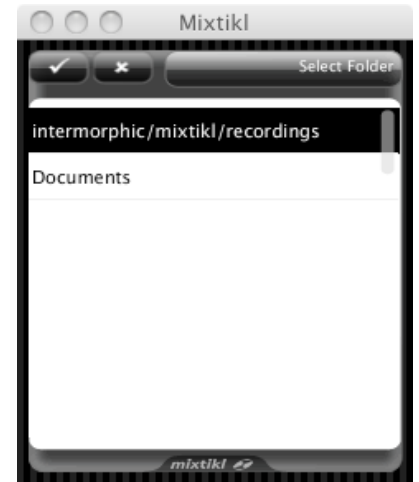 Mixtikl
Select Folder
intermorphic/mixtikl/recordings
Documents
mixtikl